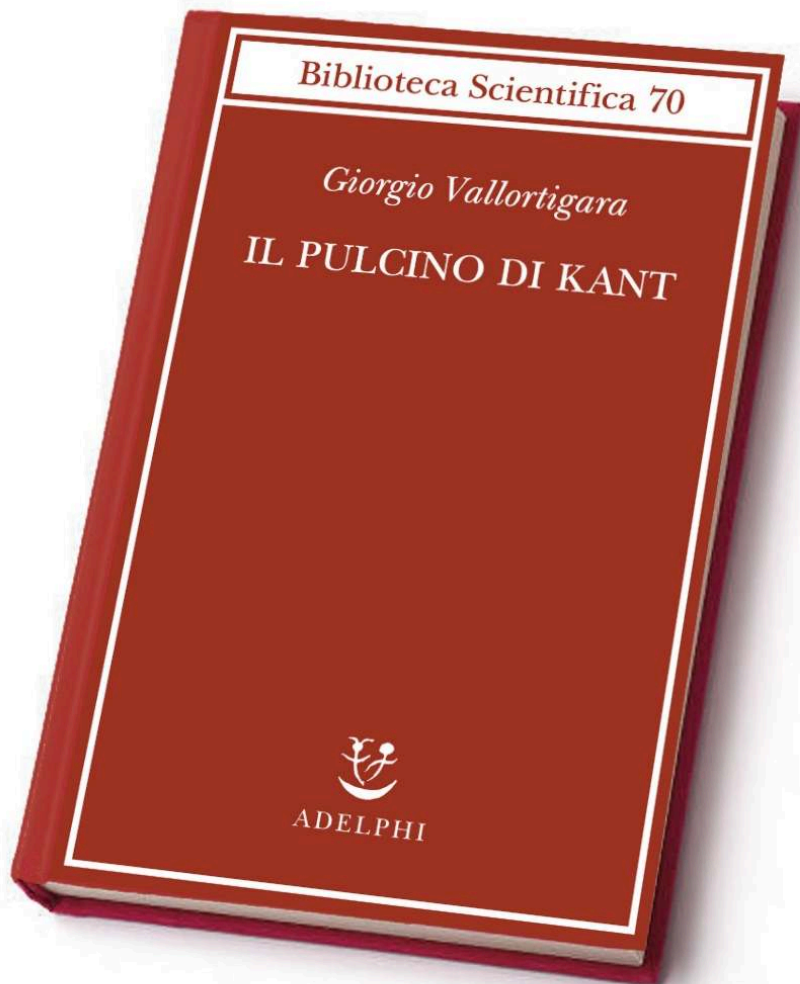 Biblioteca Scientifica 70
Giorgio Vallortigara
IL PULCINO DI KANT
ADELPHI